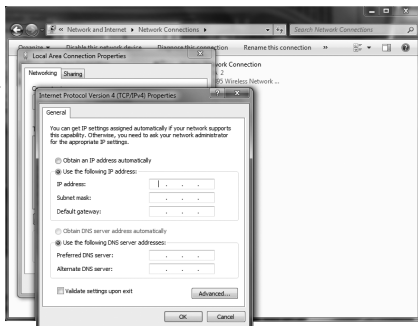 « Network and Internet ▸ Network Connections ▸
Search Network Connections
Organize ▾ Disable this network device Diagnose this connection Rename this connection »
Local Area Connection Properties
Networking Sharing
work Connection
2
95 Wireless Network ...
Internet Protocol Version 4 (TCP/IPv4) Properties
General
You can get IP settings assigned automatically if your network supports
this capability. Otherwise, you need to ask your network administrator
for the appropriate IP settings.
Obtain an IP address automatically
Use the following IP address:
IP address:
Subnet mask:
Default gateway:
Obtain DNS server address automatically
Use the following DNS server addresses:
Preferred DNS server:
Alternate DNS server:
Validate settings upon exit
Advanced...
OK Cancel